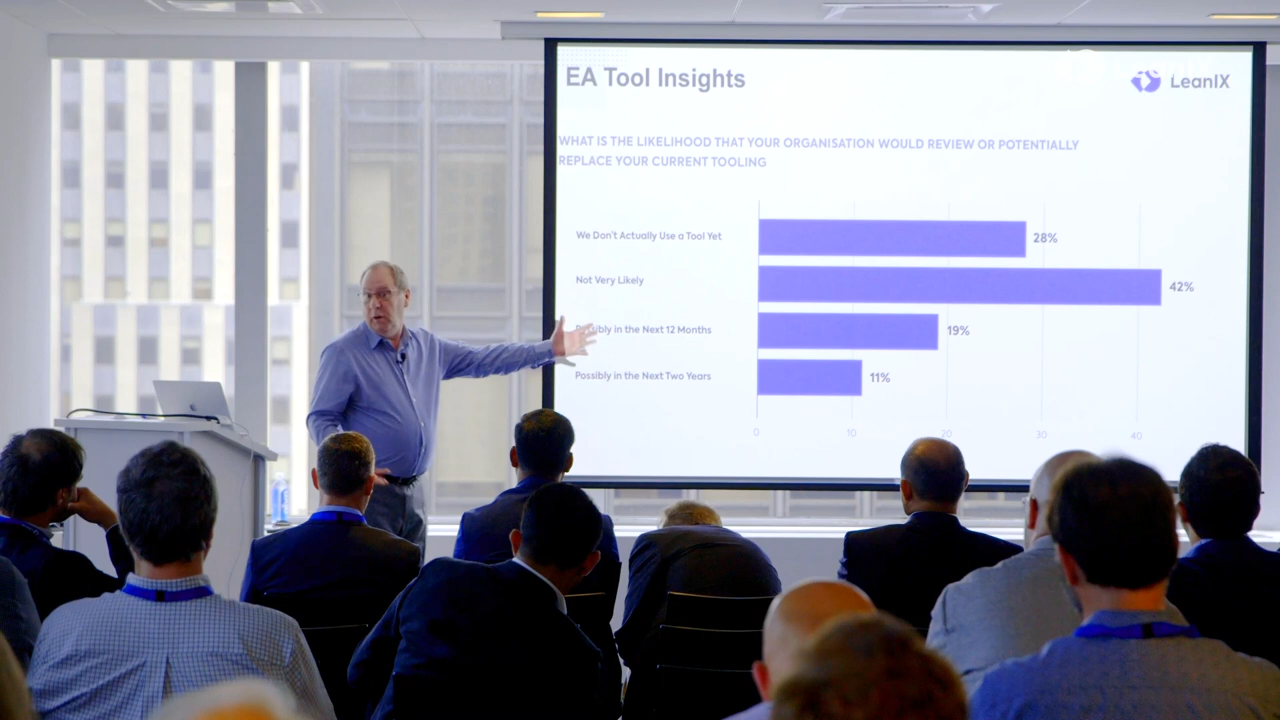 EA Tool Insights
LeanIX
WHAT IS THE LIKELIHOOD THAT YOUR ORGANISATION WOULD REVIEW OR POTENTIALLY
REPLACE YOUR CURRENT TOOLING
We Don't Actually Use a Tool Yet
28%
Not Very Likely
42%
in the Next 12 Months
19%
Possibly in the Next Two Years
11%
0
10
20
30
40